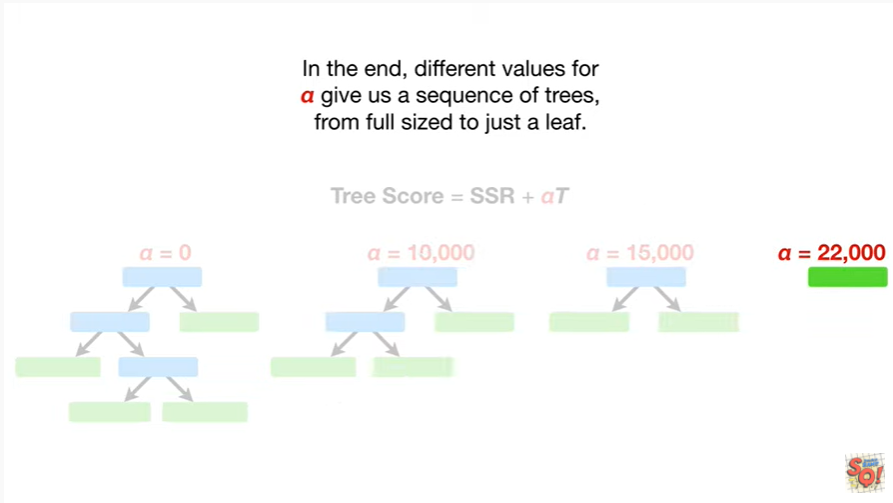 In the end, different values for
α give us a sequence of trees,
from full sized to just a leaf.
Tree Score = SSR + αT
α = 0
α = 10,000
α = 15,000
α = 22,000
SQ!